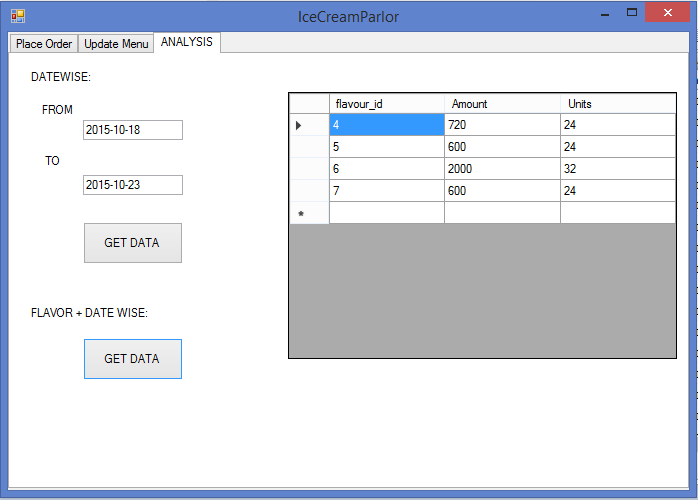 IceCreamParlor
Place Order Update Menu ANALYSIS
DATEWISE:
FROM
2015-10-18
TO
2015-10-23
GET DATA
FLAVOR + DATE WISE:
GET DATA
flavour_id Amount Units
4 720 24
5 600 24
6 2000 32
7 600 24
*